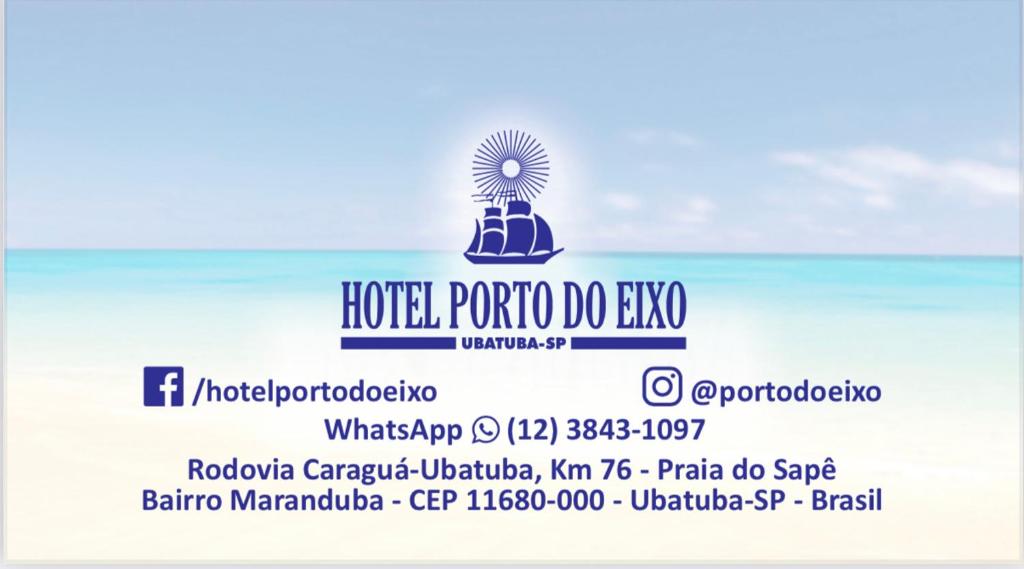 HOTEL PORTO DO EIXO
UBATUBA-SP
/hotelportodoeixo @portodoeixo
WhatsApp (12) 3843-1097
Rodovia Caraguá-Ubatuba, Km 76 - Praia do Sapê
Bairro Maranduba - CEP 11680-000 - Ubatuba-SP - Brasil